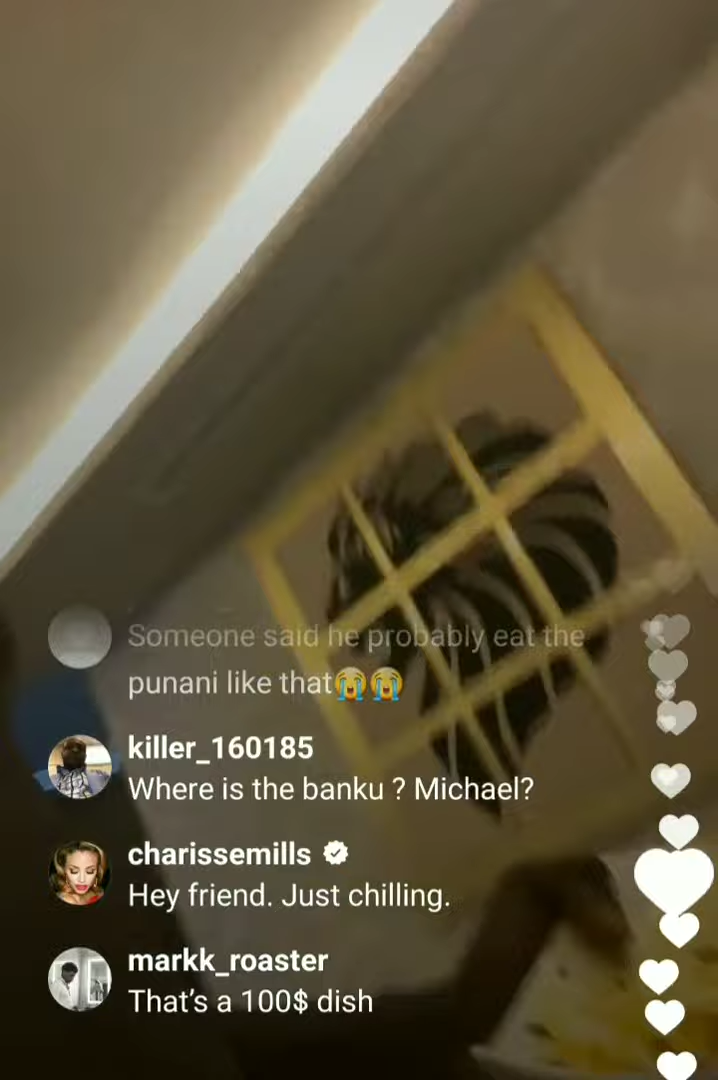 Someone said he probably eat the
punani like that😭😭
killer_160185
Where is the banku ? Michael?
charissemills
Hey friend. Just chilling.
markk_roaster
That's a 100$ dish